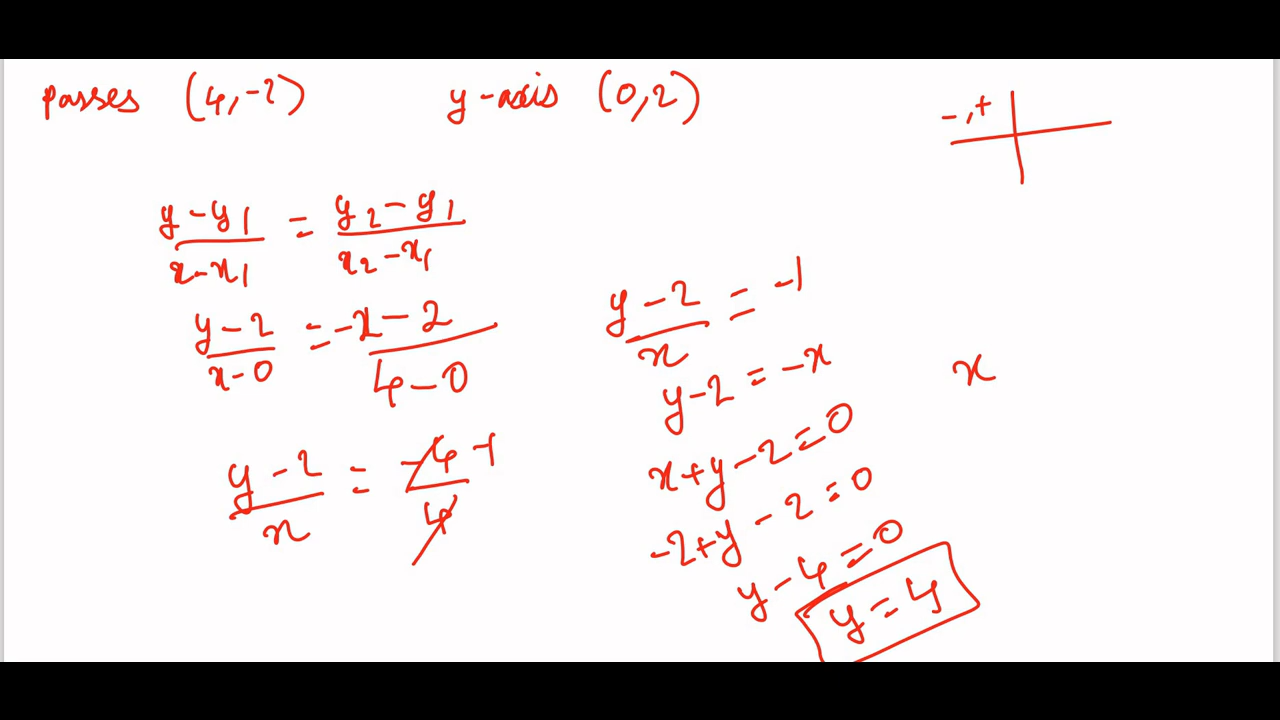 passes (4,-2) y-axis (0,2)
-,+
y-y1/x-x1 = y2-y1/x2-x1
y-2/x-0 = -x-2/4-0
y-2/x = -4/4 -1
y-2/x = -1
y-2=-x
x
x+y-2=0
-2+y-2=0
y-4=0
y=4